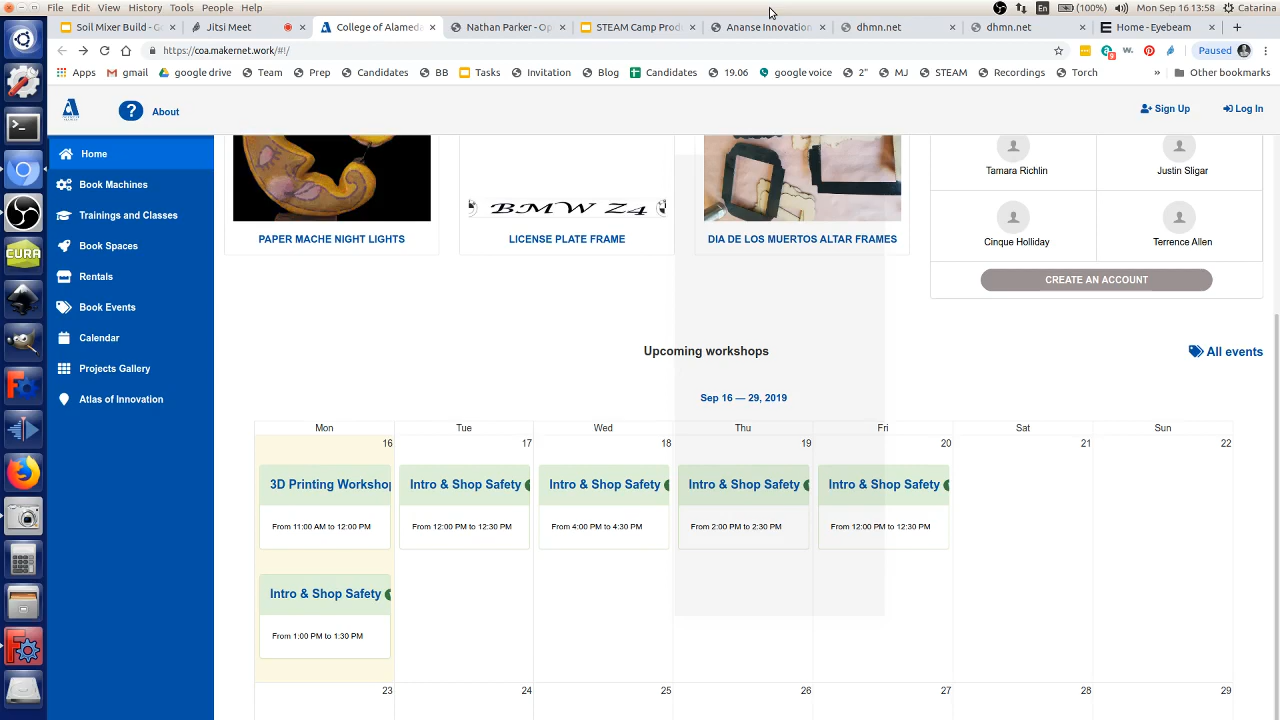 File Edit View History Bookmarks People Tools Window Help
En (100%) Mon Sep 16 13:58 Catarina
Soil Mixer Build - Go Jitsi Meet College of Alameda Nathan Parker - Op STEAM Camp Produ Ananse Innovation dhmn.net dhmn.net Home - Eyebeam
https://coa.makernet.work/#!/ Paused
Apps gmail google drive Team Prep Candidates BB Tasks Invitation Blog Candidates 19.06 google voice 2" MJ STEAM Recordings Torch » Other bookmarks
? About Sign Up Log In
Home
Book Machines
Trainings and Classes
Book Spaces
Rentals
Book Events
Calendar
Projects Gallery
Atlas of Innovation
BMW Z4
PAPER MACHE NIGHT LIGHTS
LICENSE PLATE FRAME
DIA DE LOS MUERTOS ALTAR FRAMES
Tamara Richlin
Justin Sligar
Cinque Holliday
Terrence Allen
CREATE AN ACCOUNT
Upcoming workshops
All events
Sep 16 — 29, 2019
Mon Tue Wed Thu Fri Sat Sun
16 17 18 19 20 21 22
3D Printing Workshop
From 11:00 AM to 12:00 PM
Intro & Shop Safety
From 12:00 PM to 12:30 PM
Intro & Shop Safety
From 4:00 PM to 4:30 PM
Intro & Shop Safety
From 2:00 PM to 2:30 PM
Intro & Shop Safety
From 12:00 PM to 12:30 PM
Intro & Shop Safety
From 1:00 PM to 1:30 PM
23 24 25 26 27 28 29
CURA